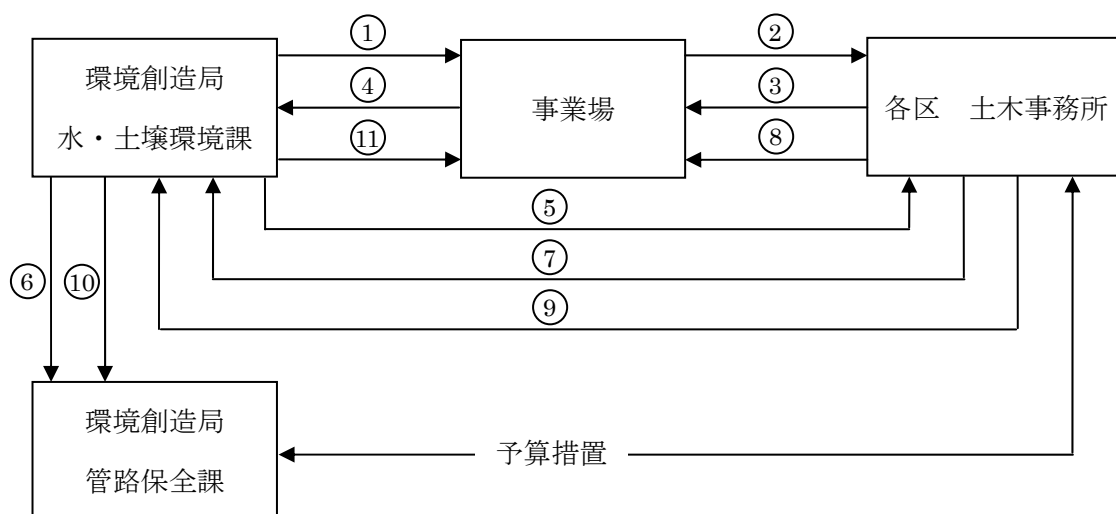 ①
②
環境創造局
水・土壌環境課
④
事業場
③
各区 土木事務所
⑪
⑧
⑤
⑦
⑥
⑩
⑨
環境創造局
管路保全課
予算措置